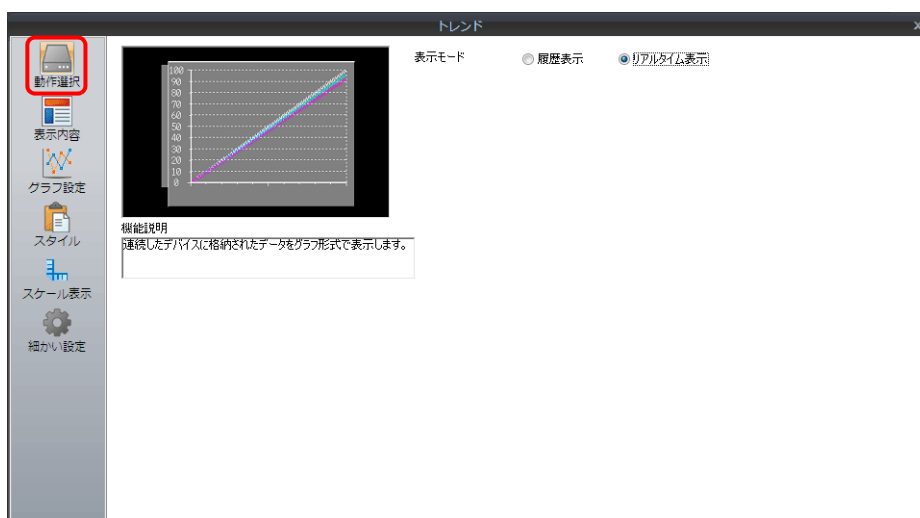 トレンド
動作選択
表示内容
グラフ設定
スタイル
スケール表示
細かい設定
100
90
80
70
60
50
40
30
20
10
0
機能説明
連続したデバイスに格納されたデータをグラフ形式で表示します。
表示モード 履歴表示 リアルタイム表示